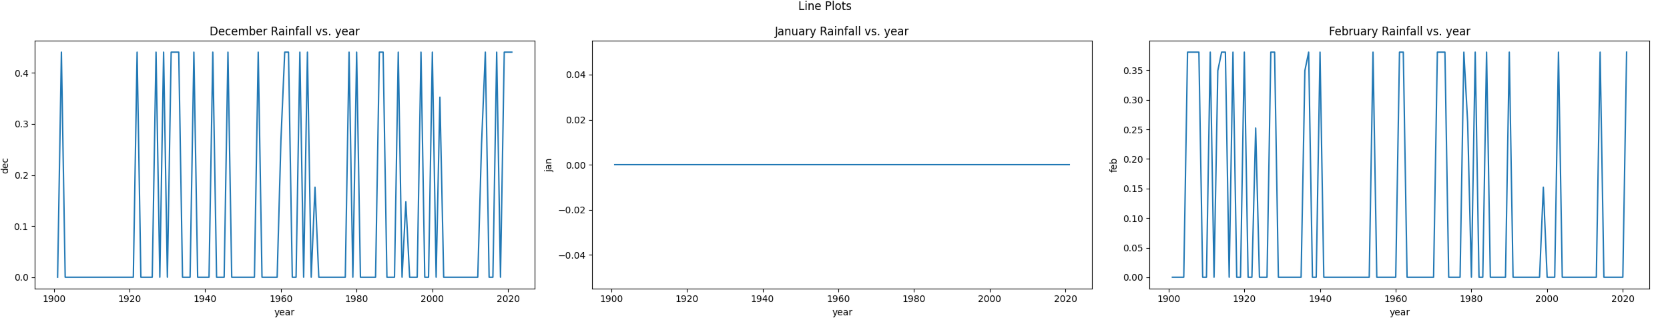 Line Plots
December Rainfall vs. year
dec
0.4
0.3
0.2
0.1
0.0
1900 1920 1940 1960 1980 2000 2020
year
January Rainfall vs. year
jan
0.04
0.02
0.00
−0.02
−0.04
1900 1920 1940 1960 1980 2000 2020
year
February Rainfall vs. year
feb
0.35
0.30
0.25
0.20
0.15
0.10
0.05
0.00
1900 1920 1940 1960 1980 2000 2020
year